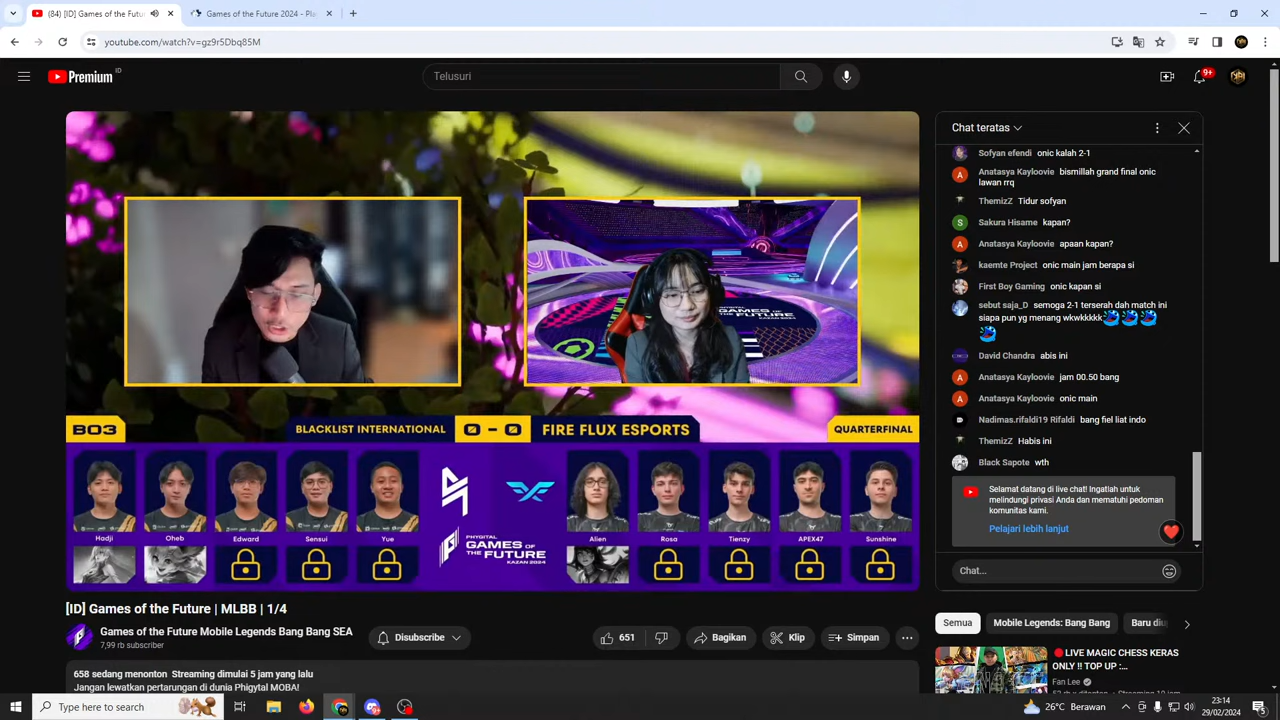 (84) [ID] Games of the Futur
Games of the Future 2024 - Pla
youtube.com/watch?v=gz9r5Dbq85M
Premium ID
Telusuri
9+
Chat teratas
Sofyan efendi onic kalah 2-1
Anatasya Kayloovie bismillah grand final onic
lawan rrq
ThemizZ Tidur sofyan
Sakura Hisame kapan?
Anatasya Kayloovie apaan kapan?
kaemte Project onic main jam berapa si
First Boy Gaming onic kapan si
sebut saja_D semoga 2-1 terserah dah match ini
siapa pun yg menang wkwkkkkk
David Chandra abis ini
Anatasya Kayloovie jam 00.50 bang
Anatasya Kayloovie onic main
Nadimas.rifaldi19 Rifaldi bang fiel liat indo
ThemizZ Habis ini
Black Sapote wth
Selamat datang di live chat! Ingatlah untuk
melindungi privasi Anda dan mematuhi pedoman
komunitas kami.
Pelajari lebih lanjut
Chat...
GAMES
OF THE
FUTURE
BO3
BLACKLIST INTERNATIONAL
0 - 0
FIRE FLUX ESPORTS
QUARTERFINAL
Hadji
Oheb
Edward
Sensui
Yue
PHYGITAL
GAMES OF
THE FUTURE
KAZAN 2024
Alien
Rosa
Tienzy
APEX47
Sunshine
[ID] Games of the Future | MLBB | 1/4
Games of the Future Mobile Legends Bang Bang SEA
7,99 rb subscriber
Disubscribe
651
Bagikan
Klip
Simpan
658 sedang menonton Streaming dimulai 5 jam yang lalu
Jangan lewatkan pertarungan di dunia Phigytal MOBA!
Semua
Mobile Legends: Bang Bang
Baru diu
LIVE MAGIC CHESS KERAS
ONLY !! TOP UP :...
Fan Lee
Type here to search
26°C Berawan
23:14
29/02/2024
5